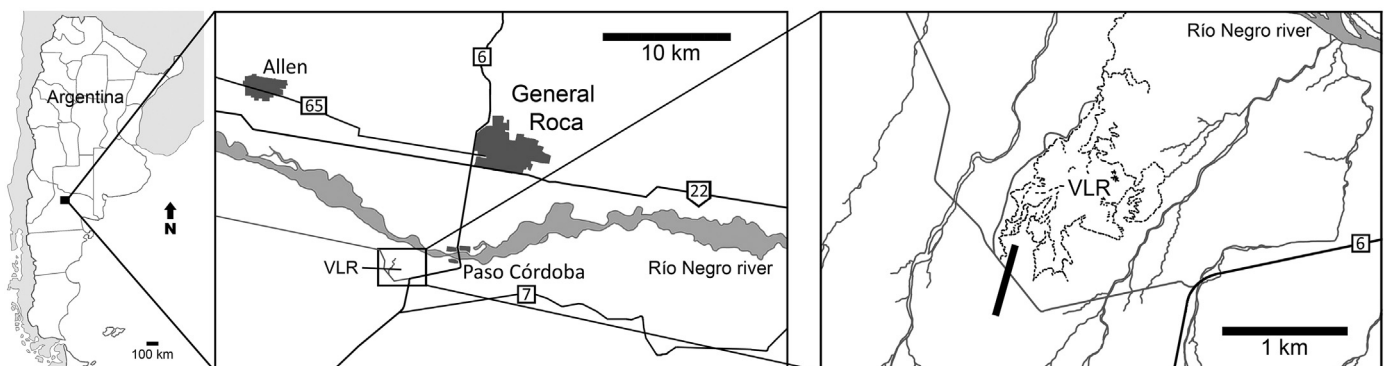 Argentina
N
100 km
Allen
65
6
General
Roca
10 km
22
VLR
Paso Córdoba
Río Negro river
7
Río Negro river
VLR
6
1 km